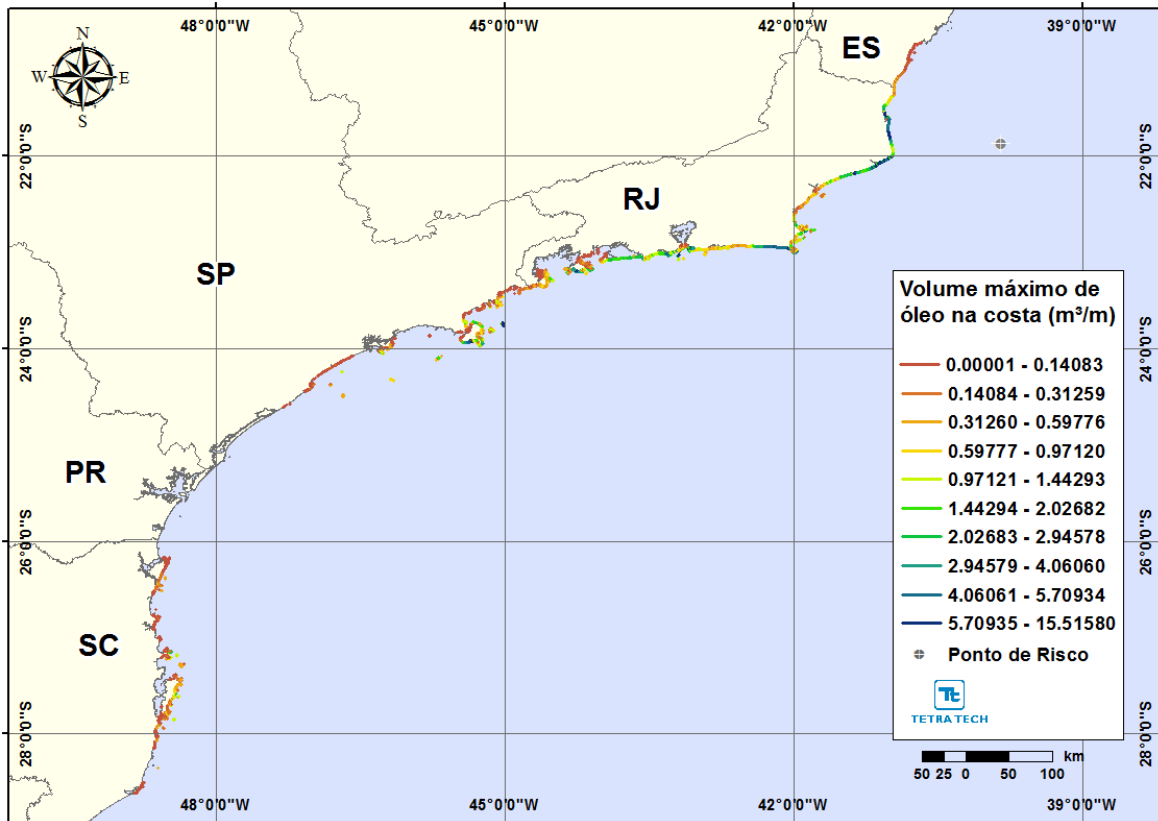 48°0'0"W 45°0'0"W 42°0'0"W 39°0'0"W
N
W E
S
ES
22°0'0"S 22°0'0"S
RJ
SP
Volume máximo de
óleo na costa (m³/m)
24°0'0"S 24°0'0"S
0.00001 - 0.14083
0.14084 - 0.31259
0.31260 - 0.59776
0.59777 - 0.97120
PR
0.97121 - 1.44293
1.44294 - 2.02682
2.02683 - 2.94578
26°0'0"S 26°0'0"S
2.94579 - 4.06060
4.06061 - 5.70934
5.70935 - 15.51580
SC
Ponto de Risco
Tt
TETRA TECH
28°0'0"S 28°0'0"S
km
50 25 0 50 100
48°0'0"W 45°0'0"W 42°0'0"W 39°0'0"W